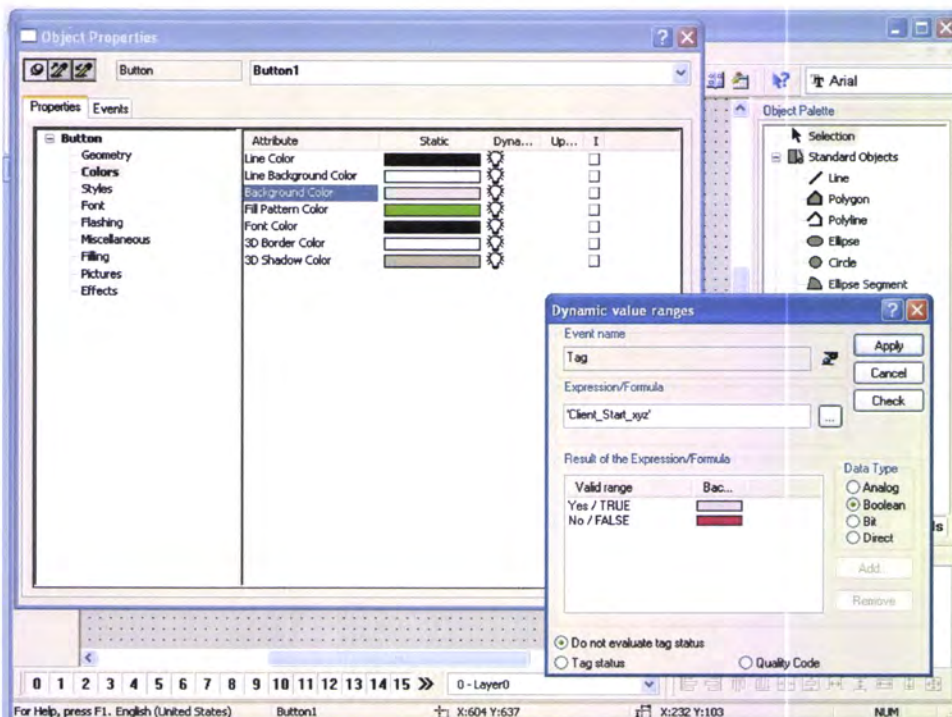 Object Properties
Button
Button1
Arial
Properties
Events
Object Palette
Button
Geometry
Colors
Styles
Font
Flashing
Miscellaneous
Filling
Pictures
Effects
Attribute Static Dyna... Up... I
Line Color
Line Background Color
Background Color
Fill Pattern Color
Font Color
3D Border Color
3D Shadow Color
Selection
Standard Objects
Line
Polygon
Polyline
Ellipse
Circle
Ellipse Segment
Dynamic value ranges
Event name
Tag
Apply
Cancel
Check
Expression/Formula
'Client_Start_xyz'
...
Result of the Expression/Formula
Valid range Bac...
Yes / TRUE
No / FALSE
Data Type
Analog
Boolean
Bit
Direct
Add...
Remove
ls
Do not evaluate tag status
Tag status
Quality Code
0 1 2 3 4 5 6 7 8 9 10 11 12 13 14 15
0 - Layer0
For Help, press F1. English (United States) Button1 X:604 Y:637 X:232 Y:103 NUM